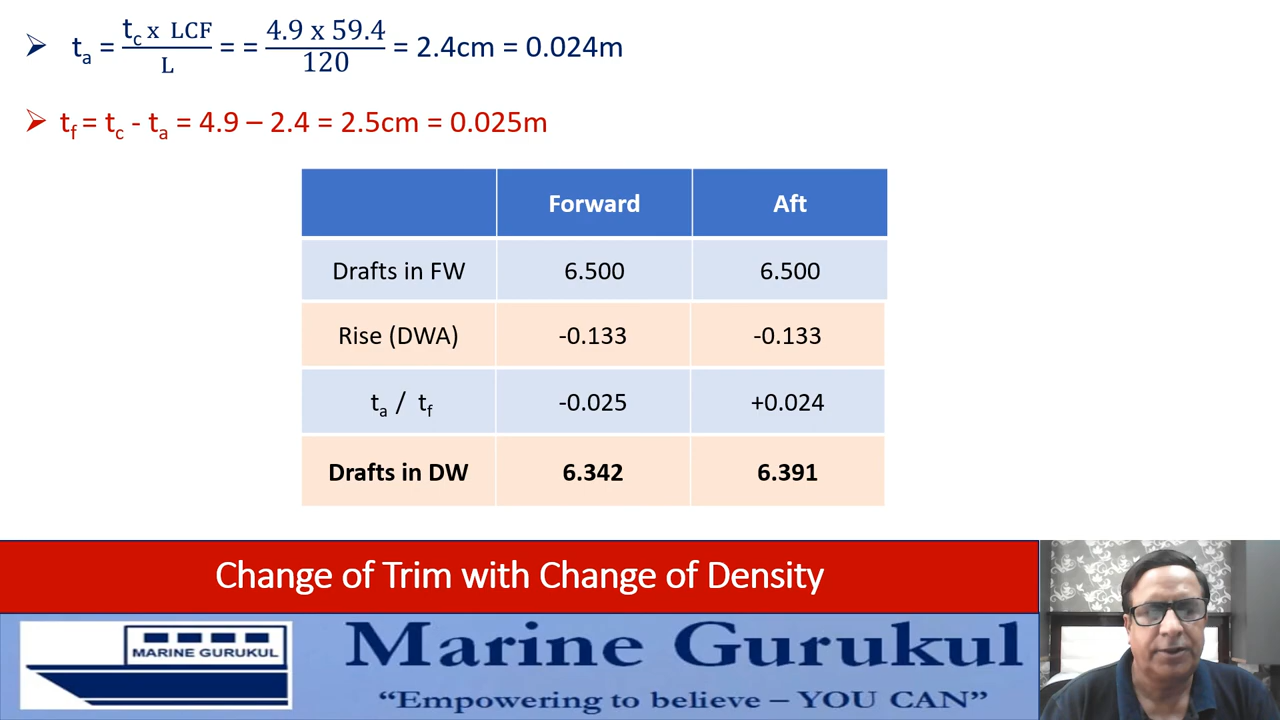 ➢ tₐ = t_c x LCF / L = = 4.9 x 59.4 / 120 = 2.4cm = 0.024m
➢ t_f = t_c - tₐ = 4.9 – 2.4 = 2.5cm = 0.025m
Forward Aft
Drafts in FW 6.500 6.500
Rise (DWA) -0.133 -0.133
tₐ / t_f -0.025 +0.024
Drafts in DW 6.342 6.391
Change of Trim with Change of Density
MARINE GURUKUL
Marine Gurukul
“Empowering to believe – YOU CAN”